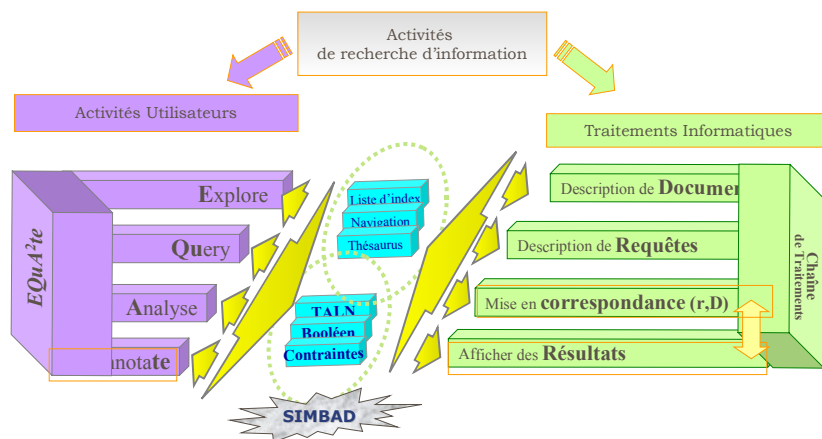 Activités
de recherche d'information
Activités Utilisateurs
Traitements Informatiques
EQuA²te
Explore
Query
Analyse
nnotate
Liste d'index
Navigation
Thésaurus
TALN
Booléen
Contraintes
SIMBAD
Description de Documen
Description de Requêtes
Mise en correspondance (r,D)
Afficher des Résultats
Chaîne
de Traitements